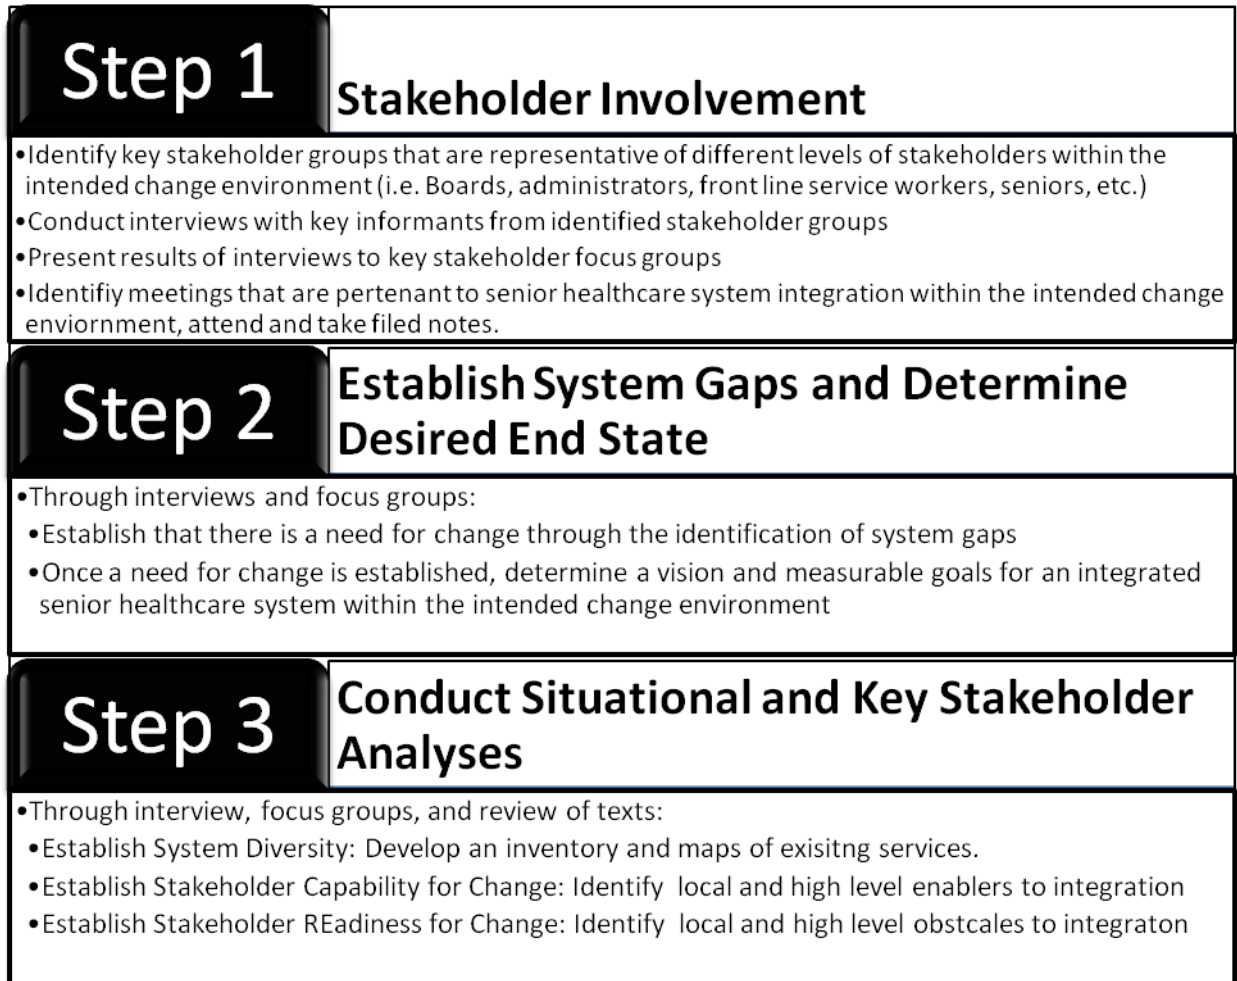 Step 1
Stakeholder Involvement
•Identify key stakeholder groups that are representative of different levels of stakeholders within the
intended change environment (i.e. Boards, administrators, front line service workers, seniors, etc.)
•Conduct interviews with key informants from identified stakeholder groups
•Present results of interviews to key stakeholder focus groups
•Identifiy meetings that are pertenant to senior healthcare system integration within the intended change
enviornment, attend and take filed notes.
Step 2
Establish System Gaps and Determine
Desired End State
•Through interviews and focus groups:
•Establish that there is a need for change through the identification of system gaps
•Once a need for change is established, determine a vision and measurable goals for an integrated
senior healthcare system within the intended change environment
Step 3
Conduct Situational and Key Stakeholder
Analyses
•Through interview, focus groups, and review of texts:
•Establish System Diversity: Develop an inventory and maps of exisitng services.
•Establish Stakeholder Capability for Change: Identify local and high level enablers to integration
•Establish Stakeholder REadiness for Change: Identify local and high level obstcales to integraton